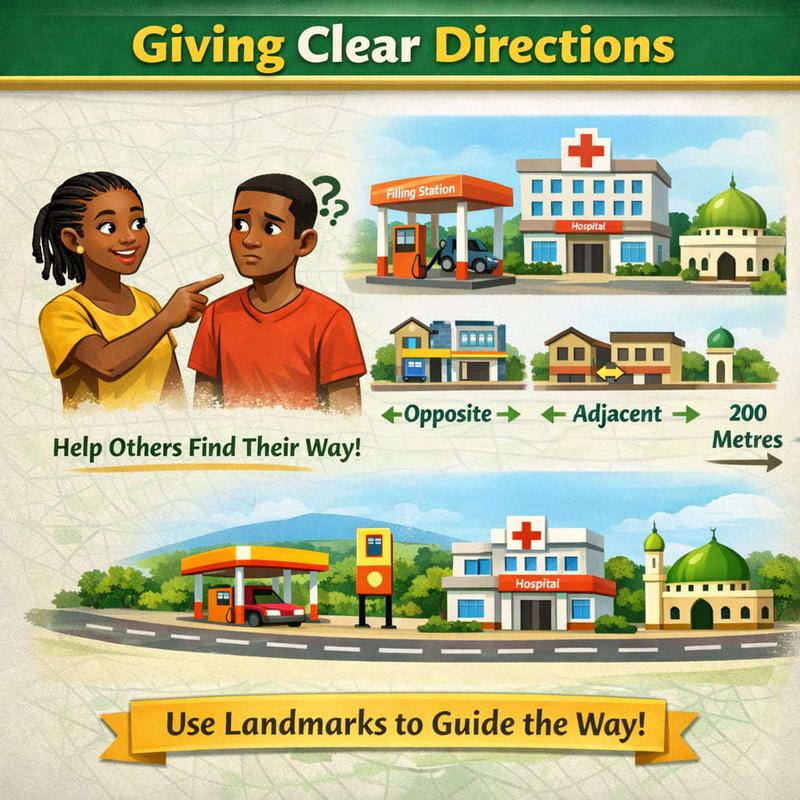 Giving Clear Directions
???
Filling Station
Hospital
Opposite
Adjacent
200
Metres
Help Others Find Their Way!
Hospital
Use Landmarks to Guide the Way!